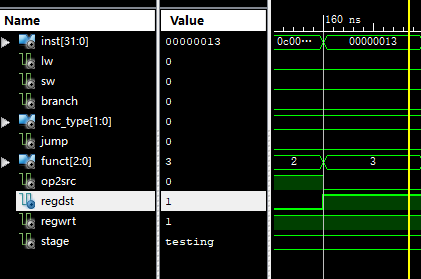 Name Value
160 ns
inst[31:0] 00000013 0c00··· 00000013
lw 0
sw 0
branch 0
bnc_type[1:0] 0
jump 0
funct[2:0] 3 2 3
op2src 0
regdst 1
regwrt 1
stage testing